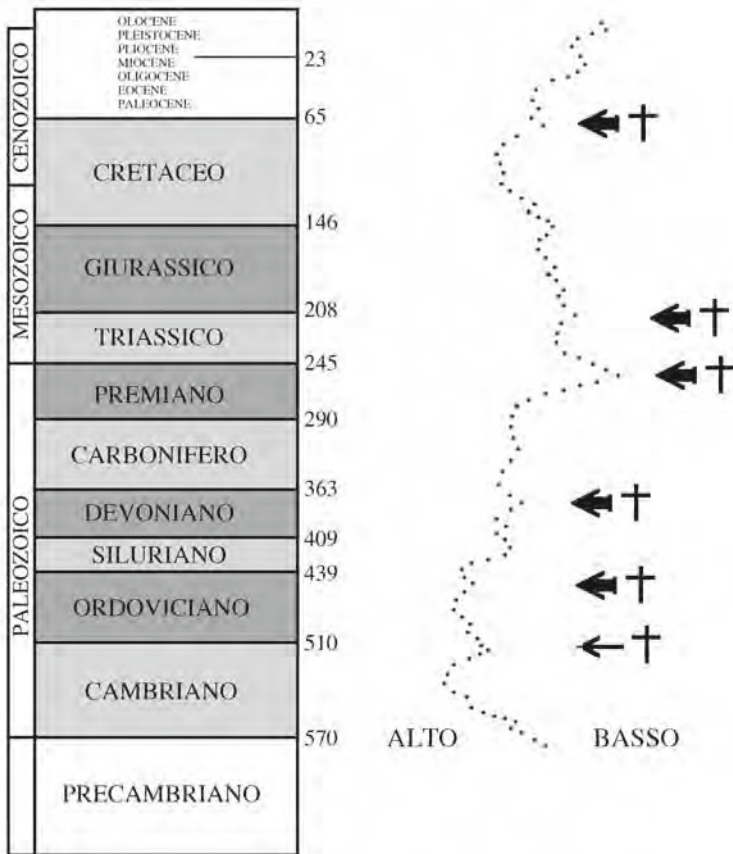 OLOCENE
PLEISTOCENE
PLIOCENE
MIOCENE
OLIGOCENE
EOCENE
PALEOCENE
23
65
CENOZOICO
CRETACEO
146
MESOZOICO
GIURASSICO
208
TRIASSICO
245
PREMIANO
290
CARBONIFERO
363
DEVONIANO
409
SILURIANO
439
PALEOZOICO
ORDOVICIANO
510
CAMBRIANO
570
ALTO BASSO
PRECAMBRIANO